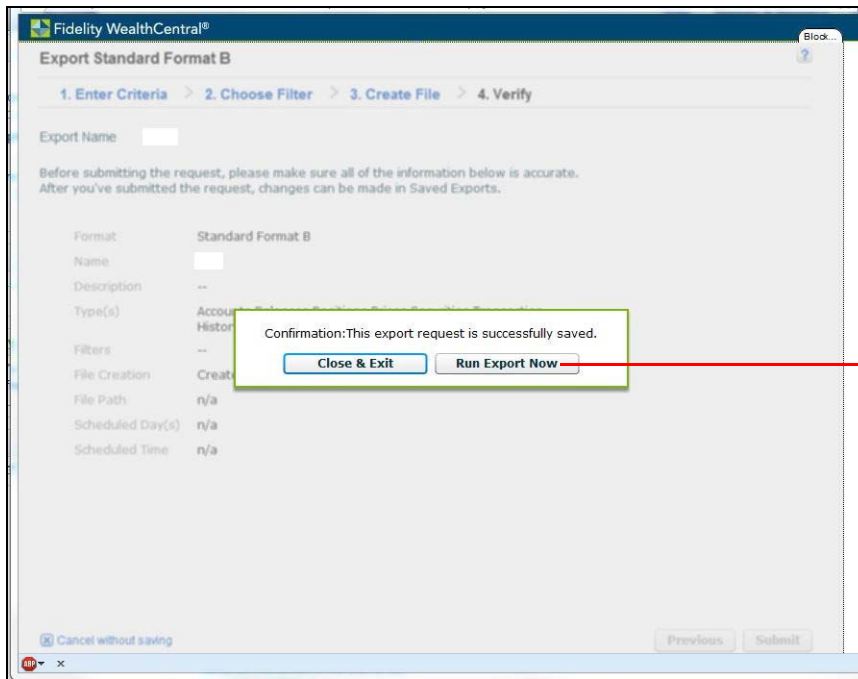 Fidelity WealthCentral®
Block...
Export Standard Format B
?
1. Enter Criteria > 2. Choose Filter > 3. Create File > 4. Verify
Export Name
Before submitting the request, please make sure all of the information below is accurate.
After you've submitted the request, changes can be made in Saved Exports.
Format Standard Format B
Name
Description --
Type(s)
Histor
Filters --
File Creation Create
File Path n/a
Scheduled Day(s) n/a
Scheduled Time n/a
Confirmation:This export request is successfully saved.
Close & Exit Run Export Now
Cancel without saving
Previous Submit
ABP x